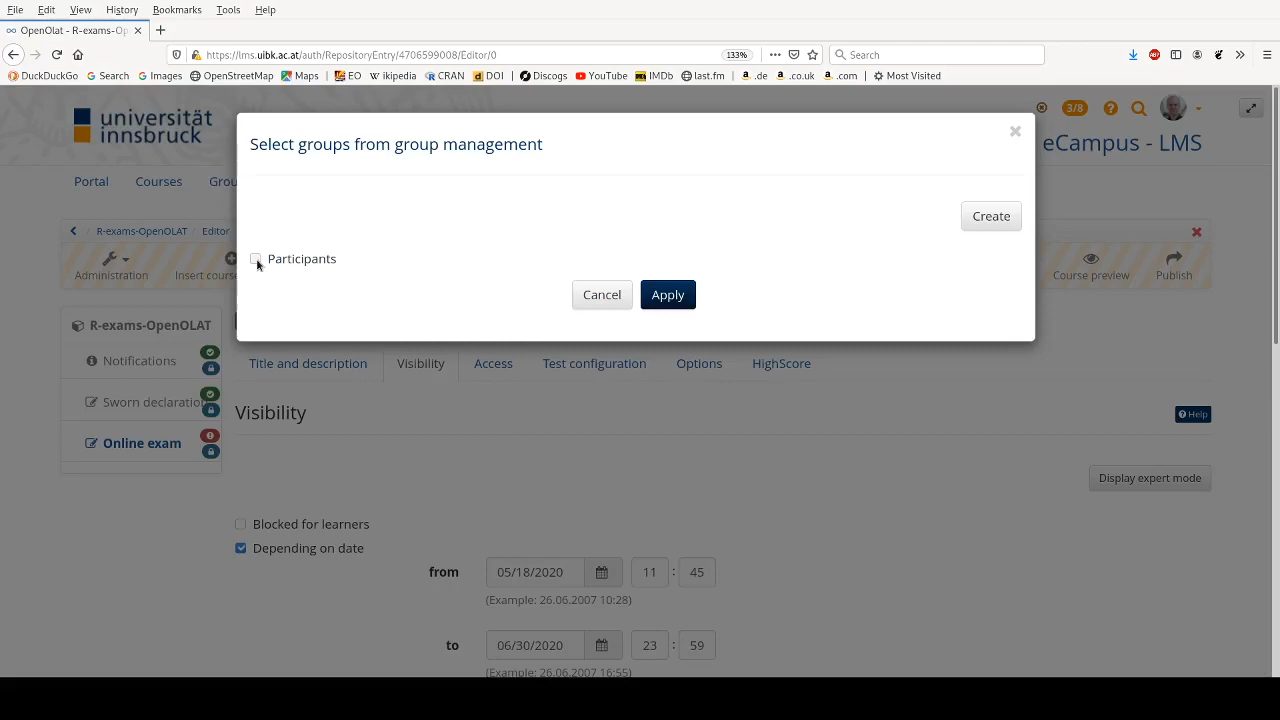 File Edit View History Bookmarks Tools Help
OpenOlat - R-exams-Op
https://lms.uibk.ac.at/auth/RepositoryEntry/4706599008/Editor/0 133% Search
DuckDuckGo Search Images OpenStreetMap Maps EO Wikipedia CRAN DOI Discogs YouTube IMDb last.fm .de .co.uk .com Most Visited
universität
innsbruck
3/8
eCampus - LMS
Select groups from group management
Portal Courses Grou
Create
R-exams-OpenOLAT Editor
Participants
Administration Insert cours Course preview Publish
Cancel Apply
R-exams-OpenOLAT
Notifications
Sworn declaration
Online exam
Title and description Visibility Access Test configuration Options HighScore
Visibility
Help
Display expert mode
Blocked for learners
Depending on date
from 05/18/2020 11 : 45
(Example: 26.06.2007 10:28)
to 06/30/2020 23 : 59
(Example: 26.06.2007 16:55)